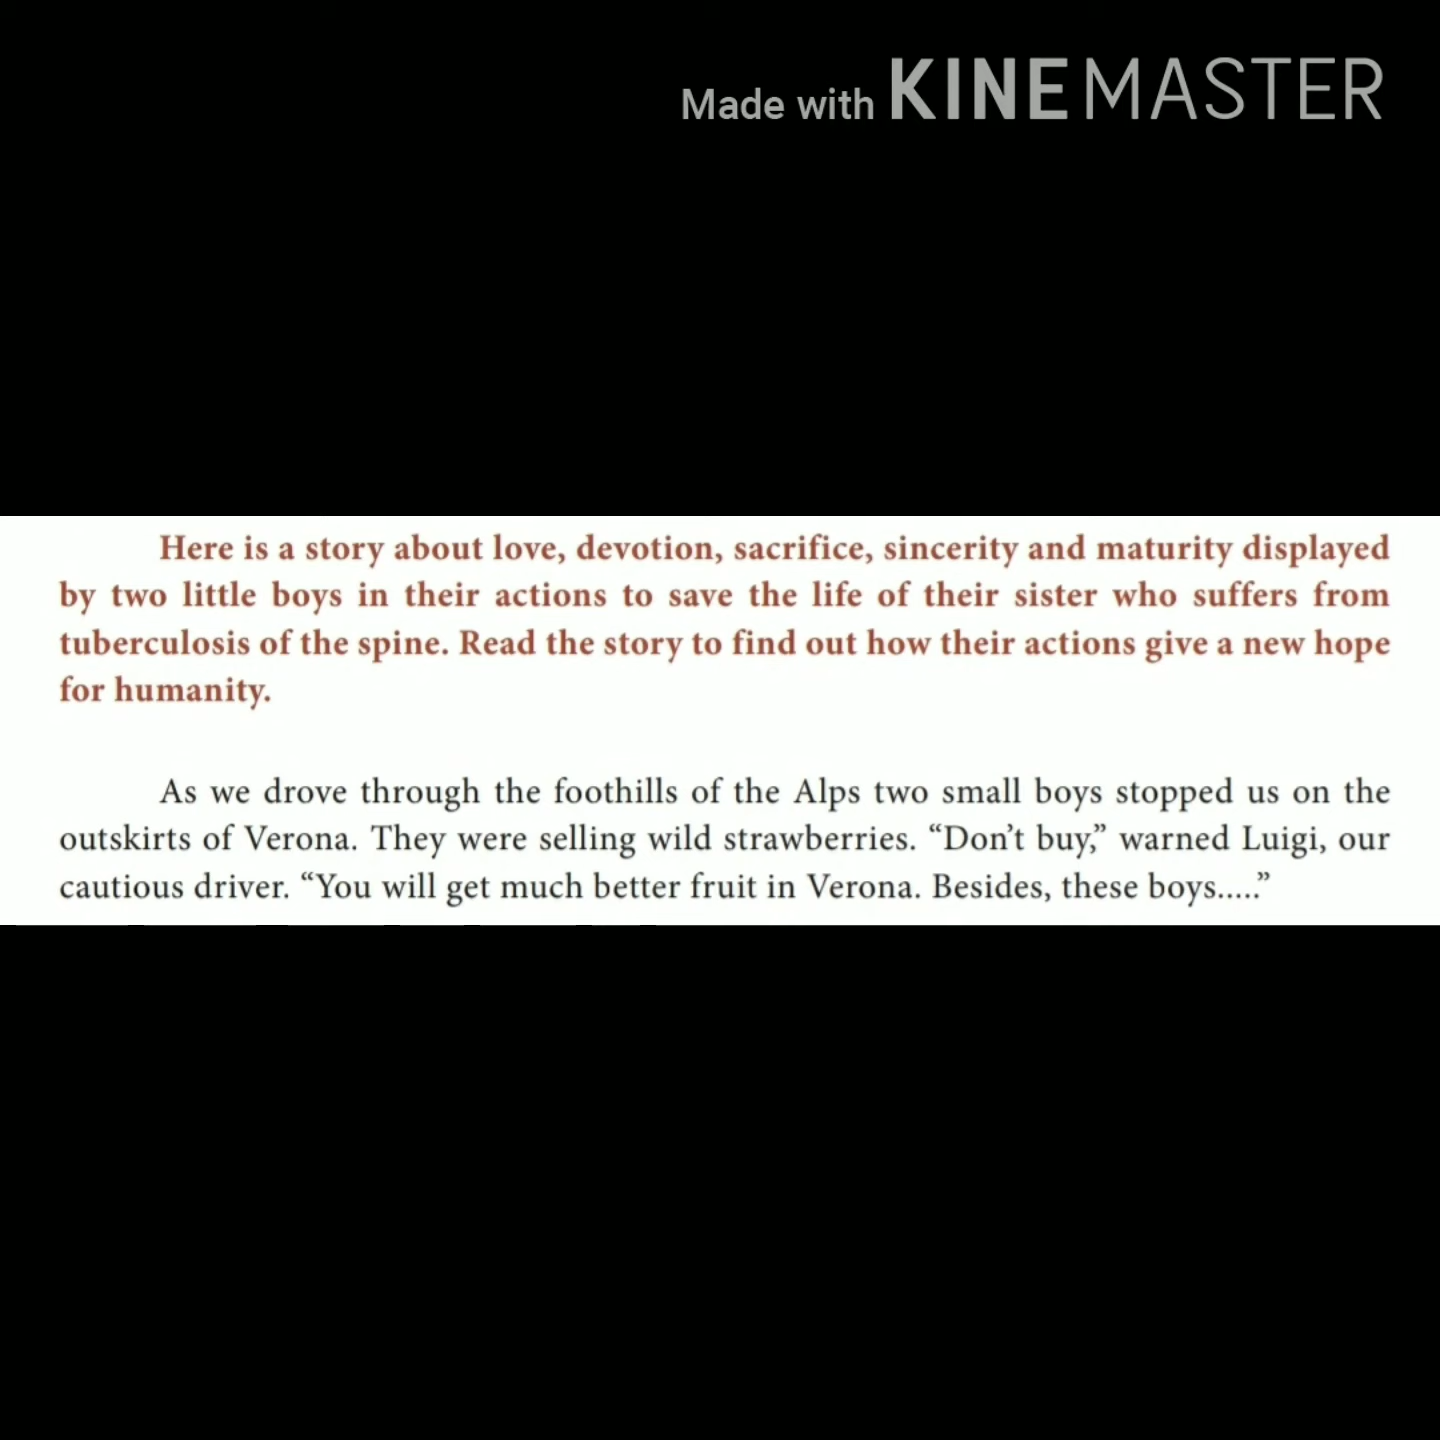 Made with KINEMASTER
Here is a story about love, devotion, sacrifice, sincerity and maturity displayed
by two little boys in their actions to save the life of their sister who suffers from
tuberculosis of the spine. Read the story to find out how their actions give a new hope
for humanity.
As we drove through the foothills of the Alps two small boys stopped us on the
outskirts of Verona. They were selling wild strawberries. “Don’t buy,” warned Luigi, our
cautious driver. “You will get much better fruit in Verona. Besides, these boys.....”